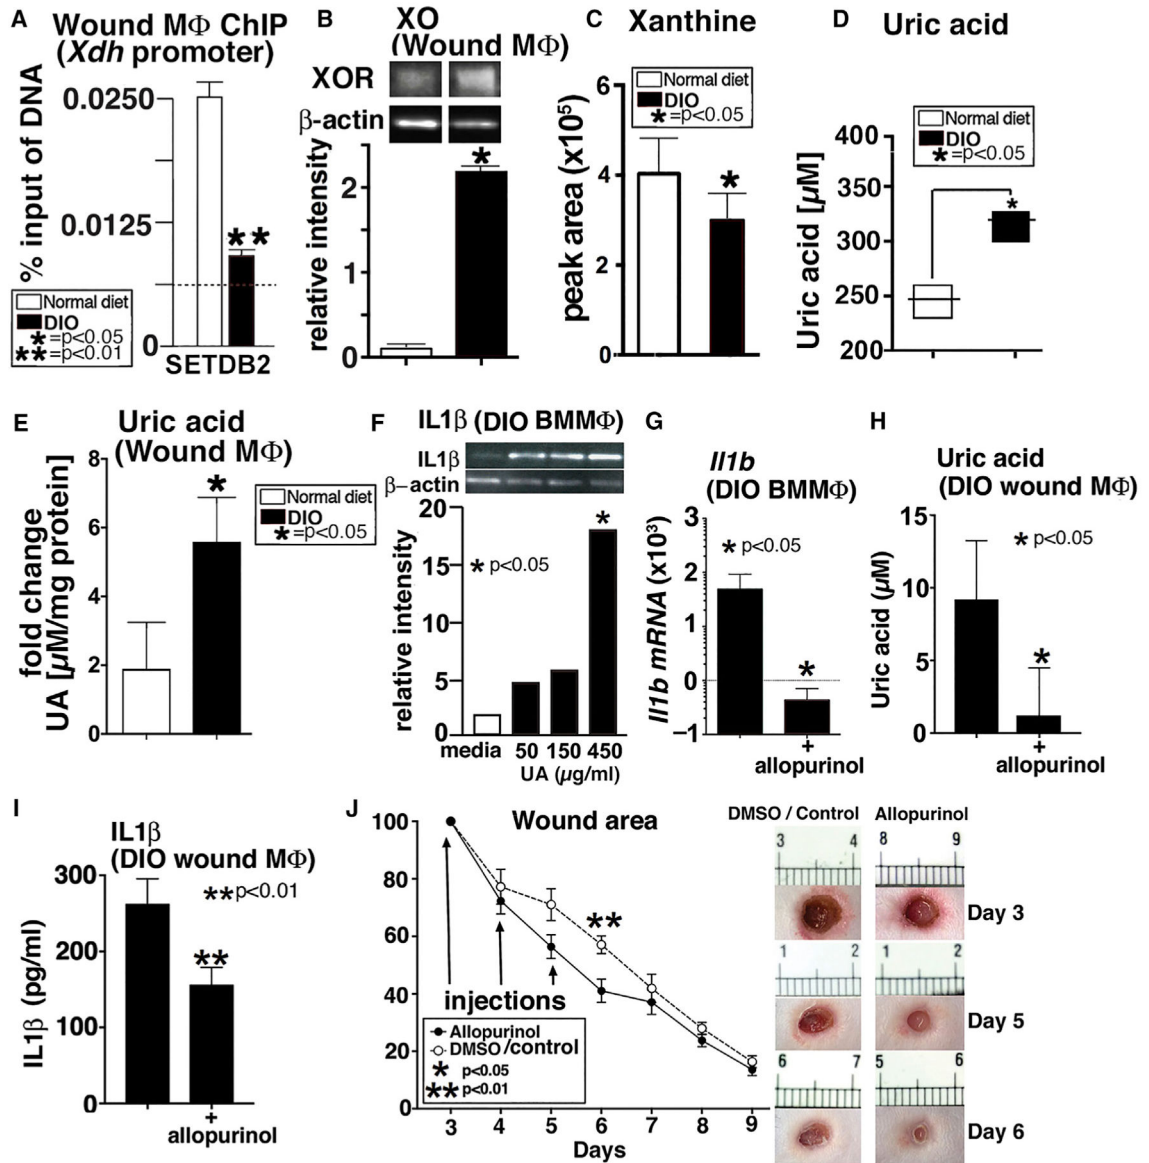 A
Wound MΦ ChIP
(Xdh promoter)
% input of DNA
0.0250
0.0125
0
Normal diet
DIO
*=p<0.05
**=p<0.01
**
SETDB2
B
XO
(Wound MΦ)
XOR
β-actin
relative intensity
2
1
0
*
C
Xanthine
peak area (x10⁵)
6
4
2
0
Normal diet
DIO
*=p<0.05
*
D
Uric acid
Uric acid [µM]
400
350
300
250
200
Normal diet
DIO
*=p<0.05
*
E
Uric acid
(Wound MΦ)
fold change
UA [µM/mg protein]
8
6
4
2
0
*
Normal diet
DIO
*=p<0.05
F
IL1β (DIO BMMΦ)
IL1β
β–actin
relative intensity
20
15
10
5
0
* p<0.05
*
media 50 150 450
UA (µg/ml)
G
Il1b
(DIO BMMΦ)
Il1b mRNA (x10³)
3
2
1
0
–1
* p<0.05
*
+
allopurinol
H
Uric acid
(DIO wound MΦ)
Uric acid (µM)
15
10
5
0
* p<0.05
*
+
allopurinol
I
IL1β
(DIO wound MΦ)
IL1β (pg/ml)
300
200
100
0
**p<0.01
**
+
allopurinol
J
Wound area
100
80
60
40
20
0
**
injections
Allopurinol
DMSO/control
* p<0.05
** p<0.01
3 4 5 6 7 8 9
Days
DMSO / Control Allopurinol
3 4 8 9
Day 3
1 2 1 2
Day 5
6 7 5 6
Day 6